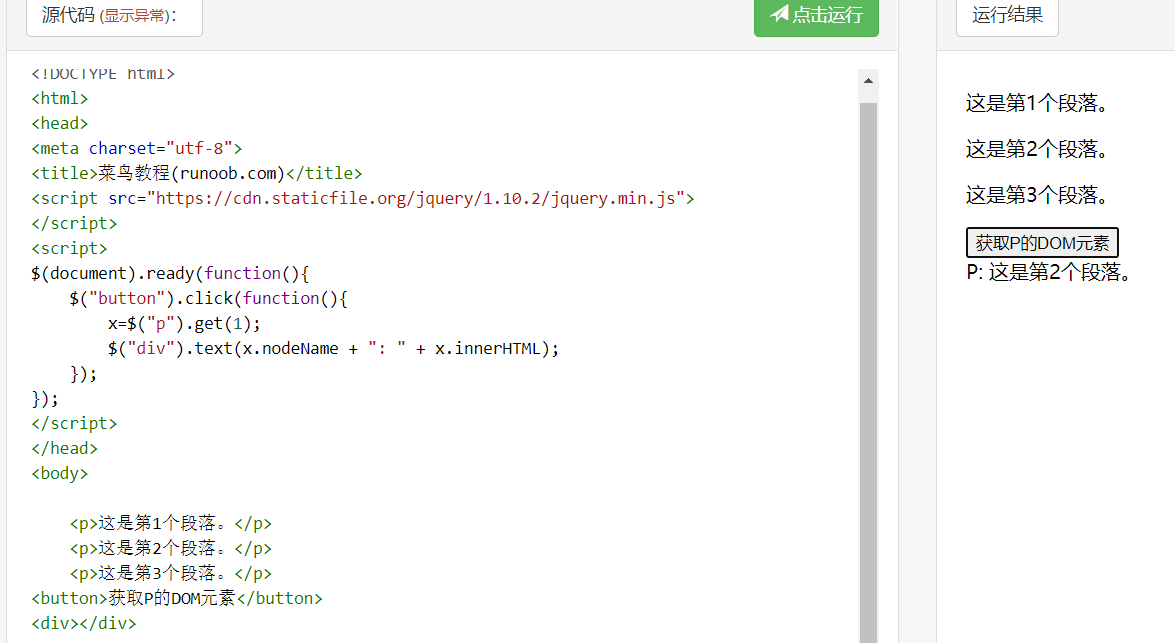 源代码 (显示异常)：
点击运行
<!DOCTYPE html>
<html>
<head>
<meta charset="utf-8">
<title>菜鸟教程(runoob.com)</title>
<script src="https://cdn.staticfile.org/jquery/1.10.2/jquery.min.js">
</script>
<script>
$(document).ready(function(){
    $("button").click(function(){
        x=$("p").get(1);
        $("div").text(x.nodeName + ": " + x.innerHTML);
    });
});
</script>
</head>
<body>
    <p>这是第1个段落。</p>
    <p>这是第2个段落。</p>
    <p>这是第3个段落。</p>
<button>获取P的DOM元素</button>
<div></div>
运行结果
这是第1个段落。
这是第2个段落。
这是第3个段落。
获取P的DOM元素
P: 这是第2个段落。